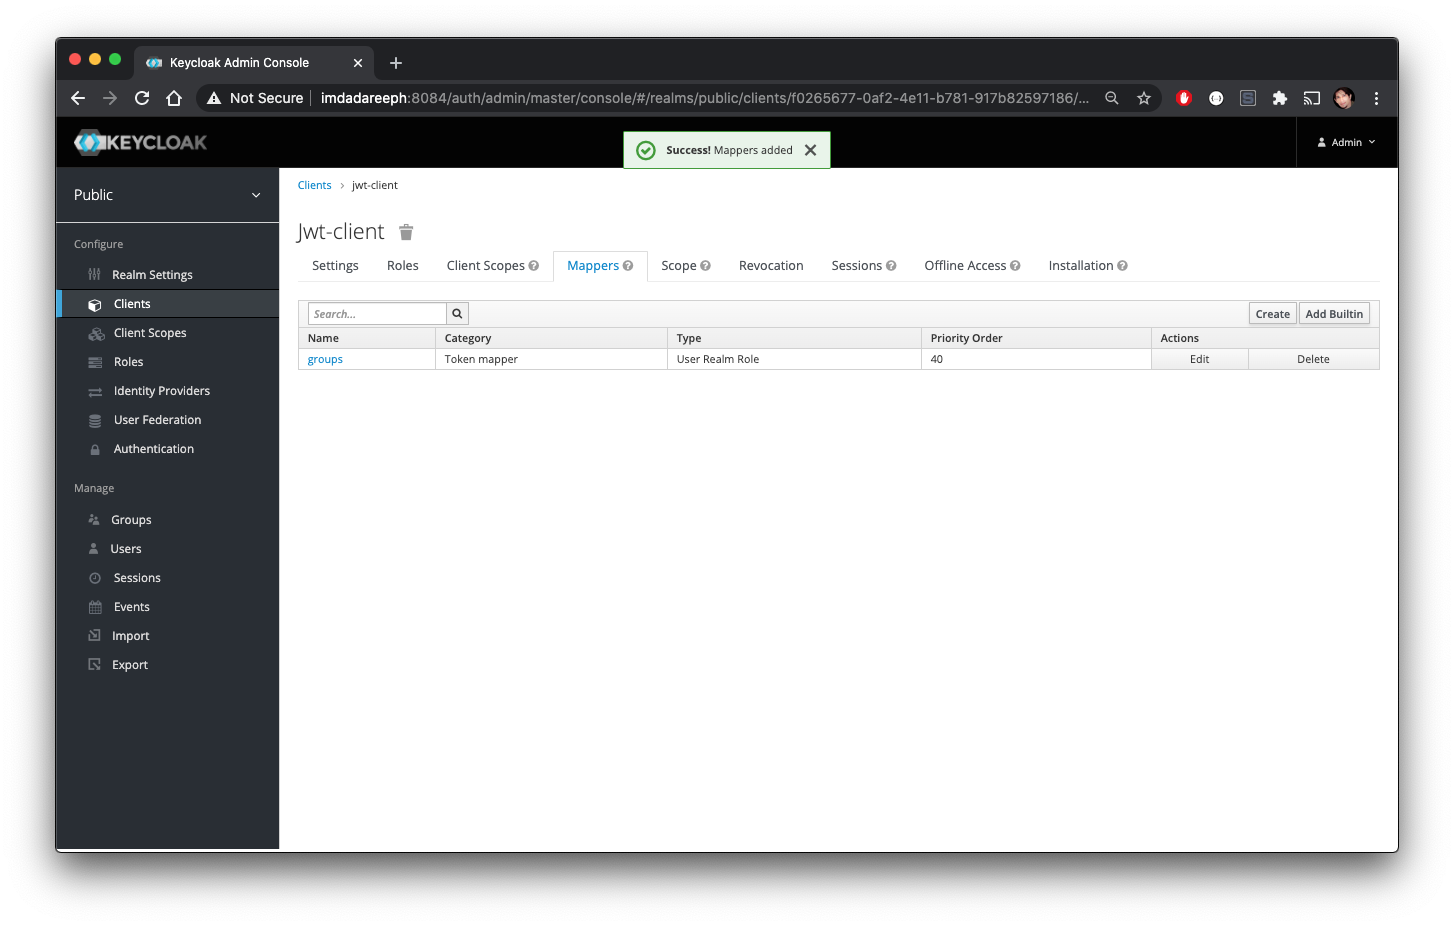 Keycloak Admin Console
Not Secure imdadareeph:8084/auth/admin/master/console/#/realms/public/clients/f0265677-0af2-4e11-b781-917b82597186/...
KEYCLOAK
Success! Mappers added
Admin
Public
Configure
Realm Settings
Clients
Client Scopes
Roles
Identity Providers
User Federation
Authentication
Manage
Groups
Users
Sessions
Events
Import
Export
Clients > jwt-client
Jwt-client
Settings Roles Client Scopes Mappers Scope Revocation Sessions Offline Access Installation
Search... Create Add Builtin
Name Category Type Priority Order Actions
groups Token mapper User Realm Role 40 Edit Delete